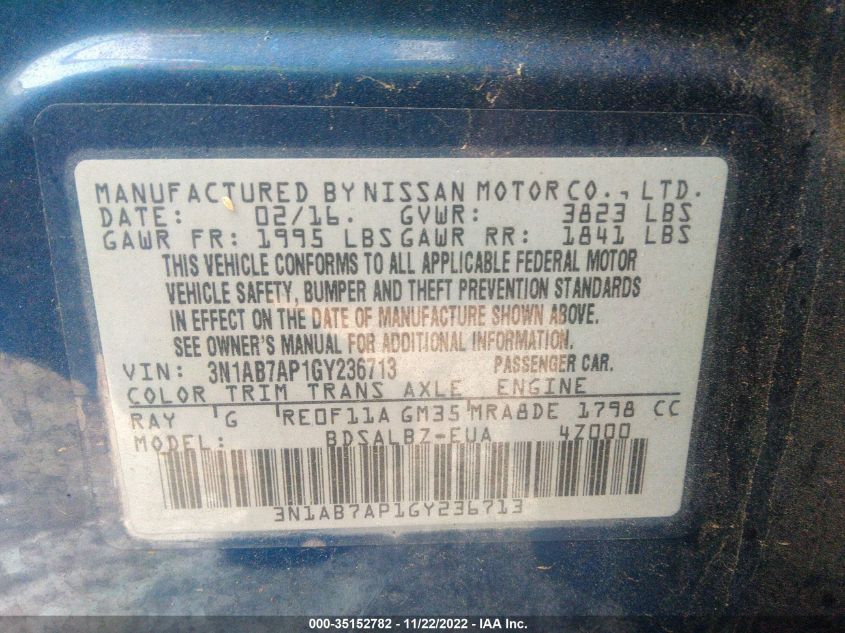 MANUFACTURED BY NISSAN MOTOR CO., LTD.
DATE: 02/16. GVWR: 3823 LBS
GAWR FR: 1995 LBS GAWR RR: 1841 LBS
THIS VEHICLE CONFORMS TO ALL APPLICABLE FEDERAL MOTOR
VEHICLE SAFETY, BUMPER AND THEFT PREVENTION STANDARDS
IN EFFECT ON THE DATE OF MANUFACTURE SHOWN ABOVE.
SEE OWNER'S MANUAL FOR ADDITIONAL INFORMATION.
VIN: 3N1AB7AP1GY236713 PASSENGER CAR.
COLOR TRIM TRANS AXLE ENGINE
RAY G RE0F11A GM35 MRA8DE 1798 CC
MODEL: BDSALBZ-EUA 4Z000
3N1AB7AP1GY236713
000-35152782 - 11/22/2022 - IAA Inc.